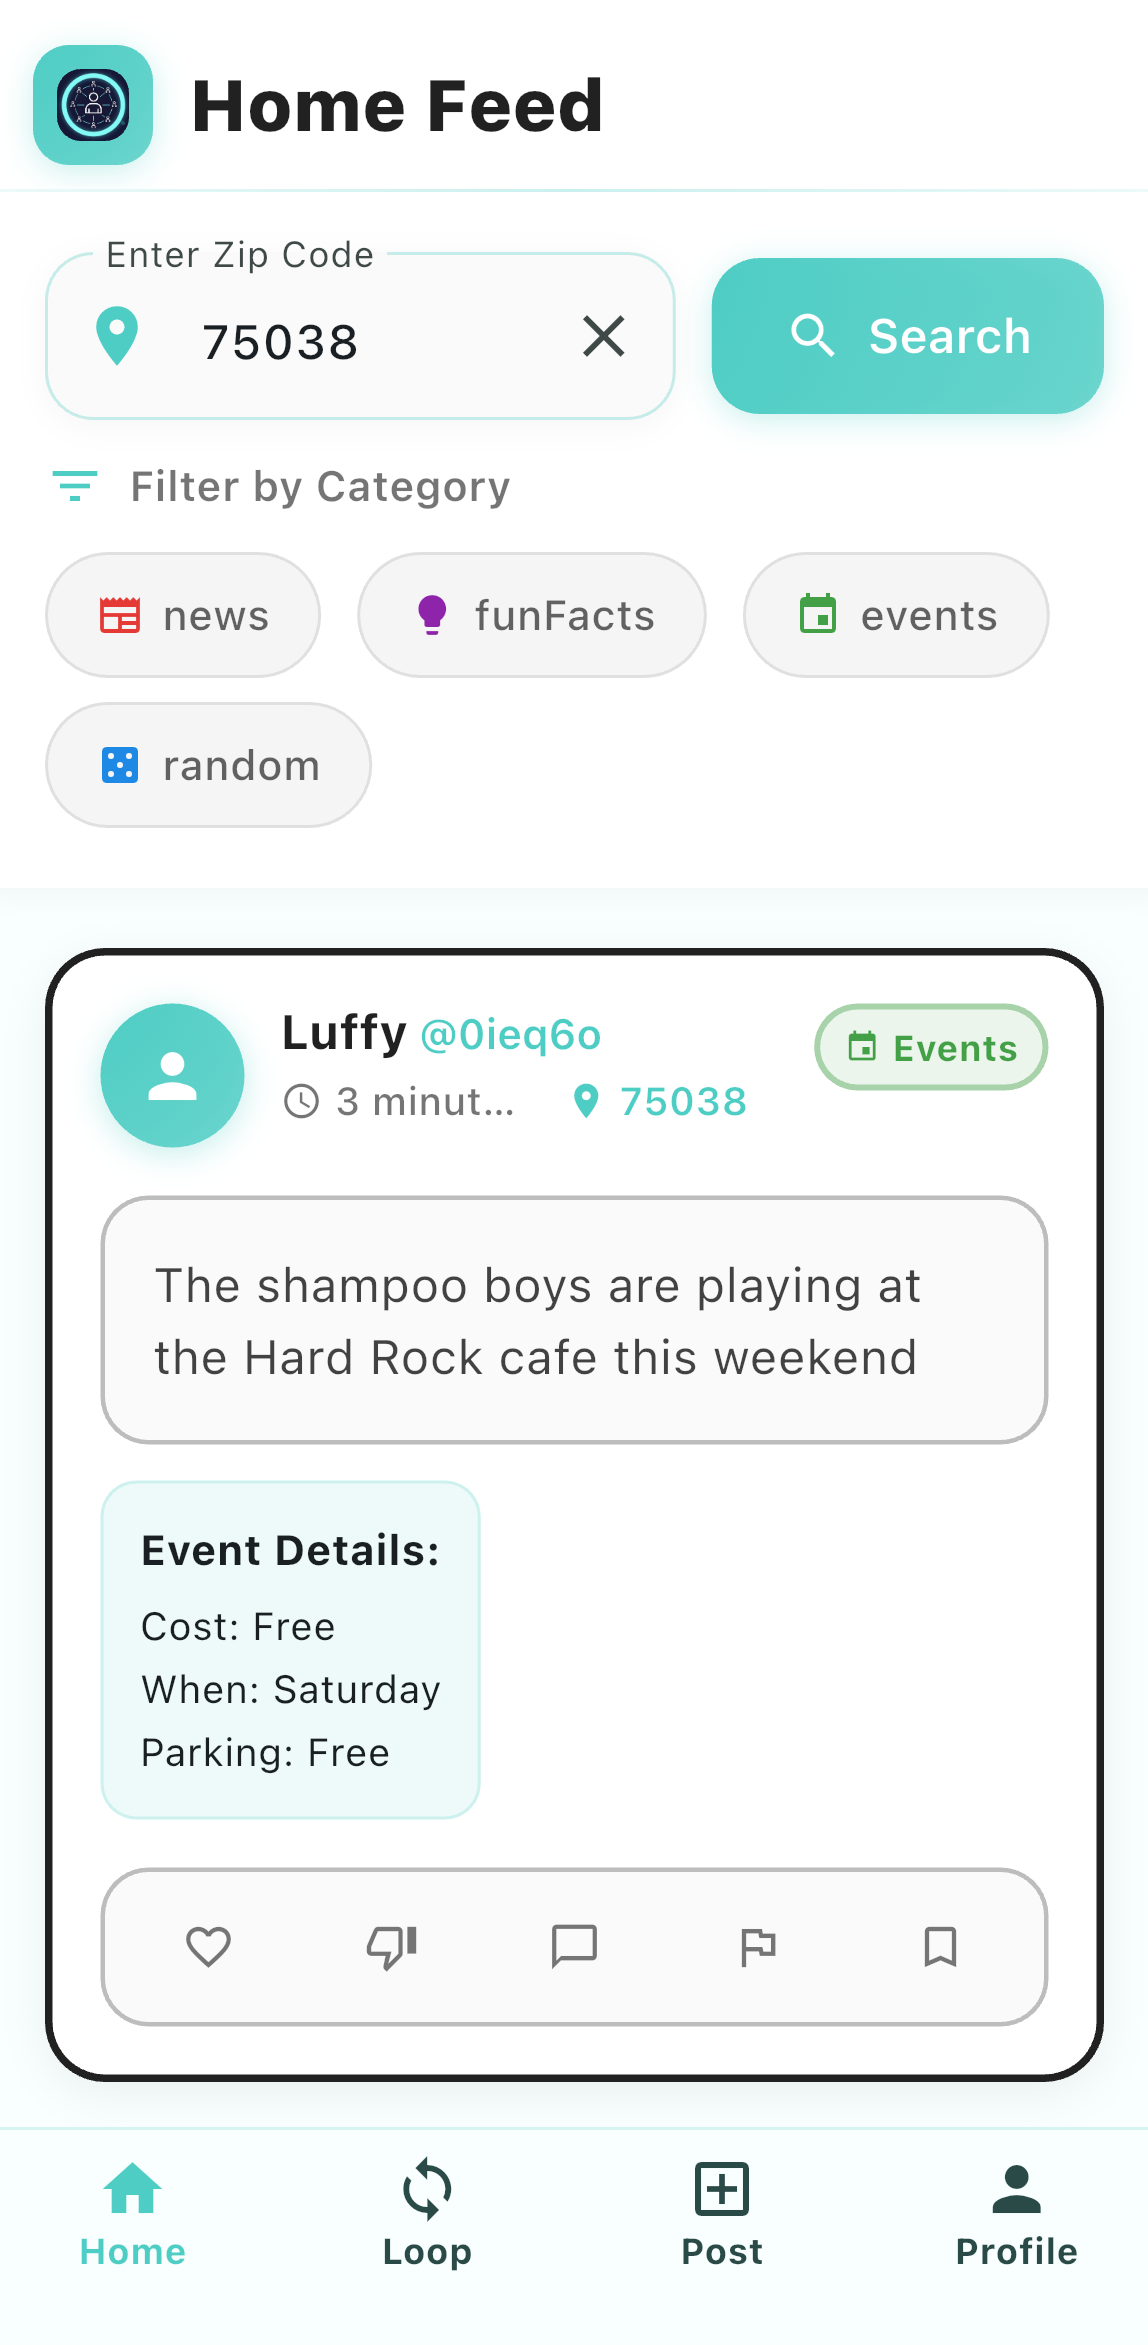 Home Feed
Enter Zip Code
75038
Search
Filter by Category
news
funFacts
events
random
Luffy @0ieq6o
Events
3 minut...
75038
The shampoo boys are playing at
the Hard Rock cafe this weekend
Event Details:
Cost: Free
When: Saturday
Parking: Free
Home
Loop
Post
Profile